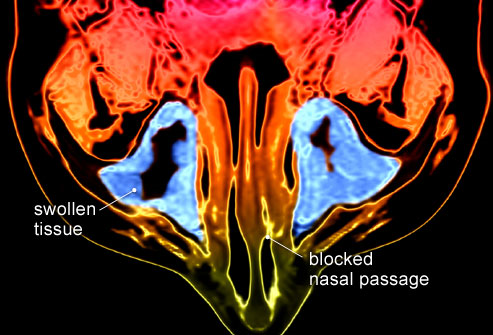 swollen
tissue
blocked
nasal passage